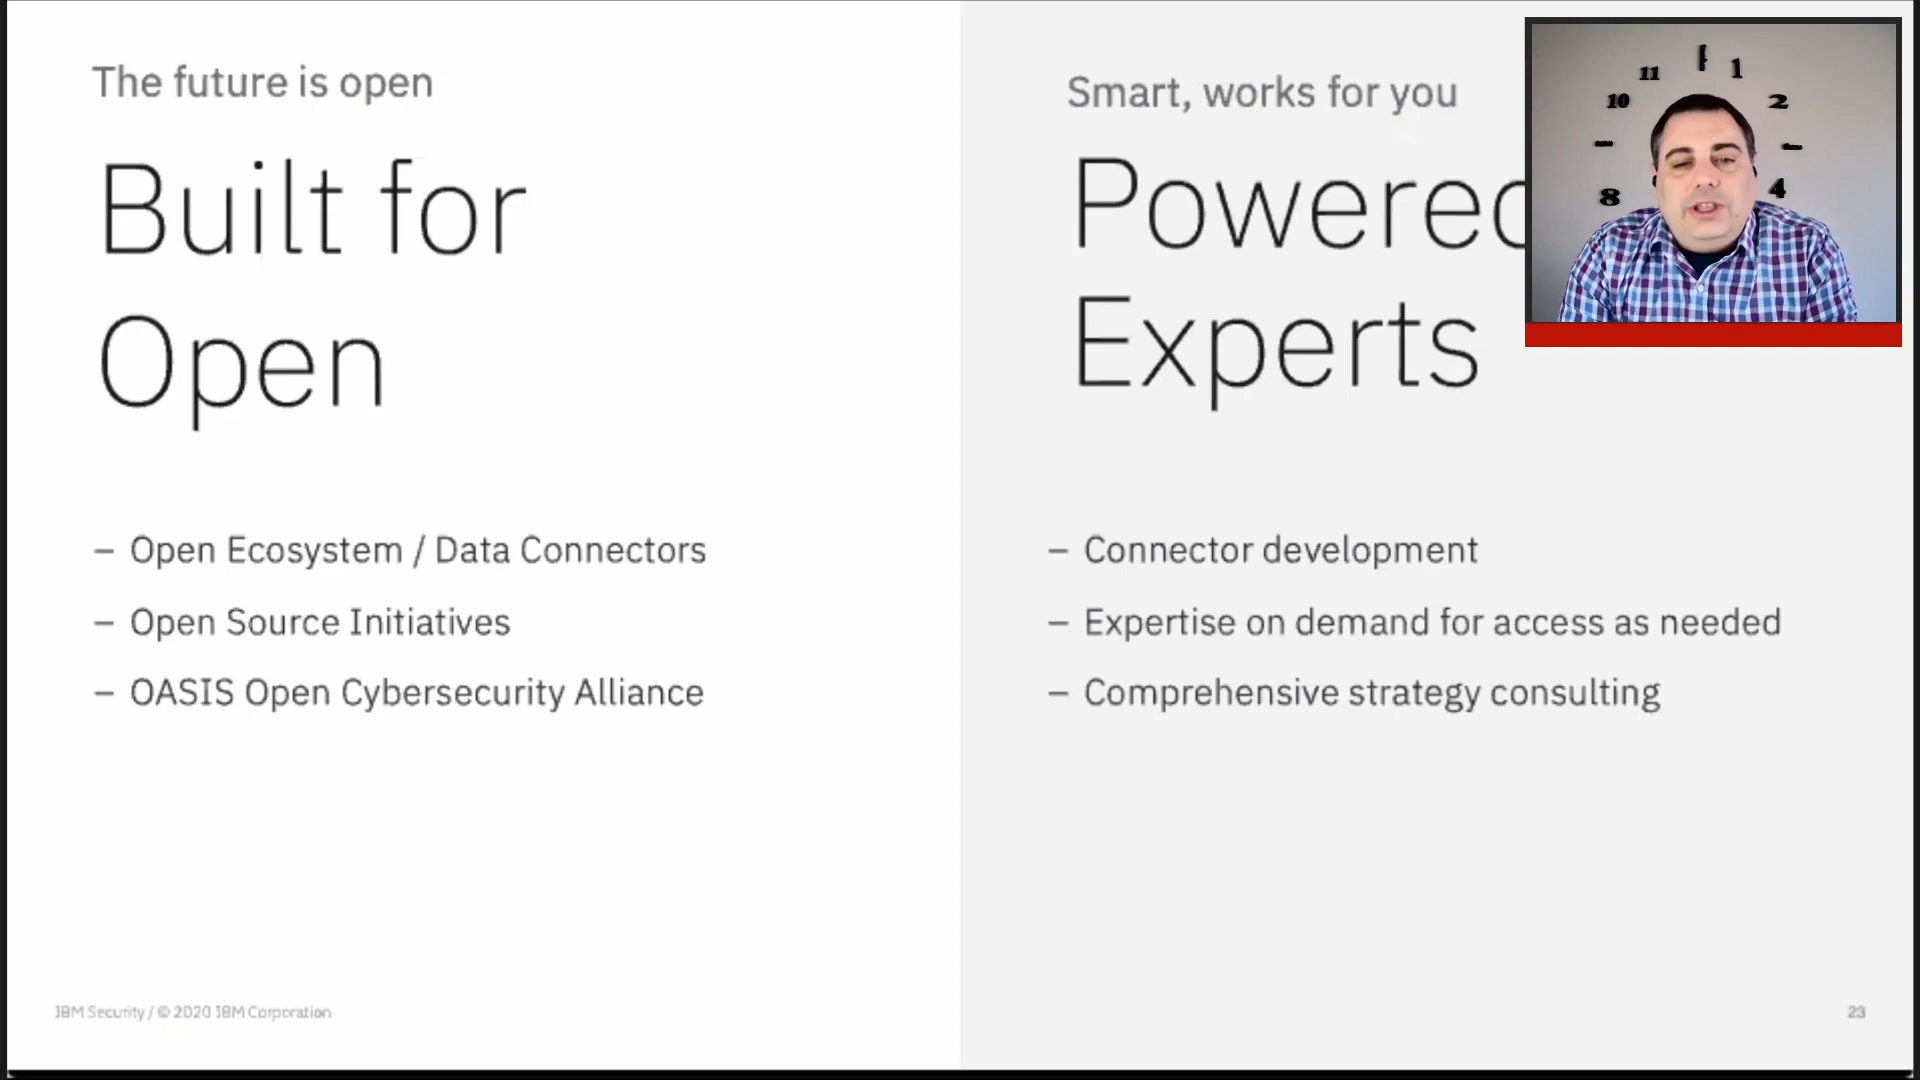 The future is open
Built for
Open
– Open Ecosystem / Data Connectors
– Open Source Initiatives
– OASIS Open Cybersecurity Alliance
Smart, works for you
Powered
Experts
– Connector development
– Expertise on demand for access as needed
– Comprehensive strategy consulting
11
1
10
2
8
4
IBM Security / © 2020 IBM Corporation
23